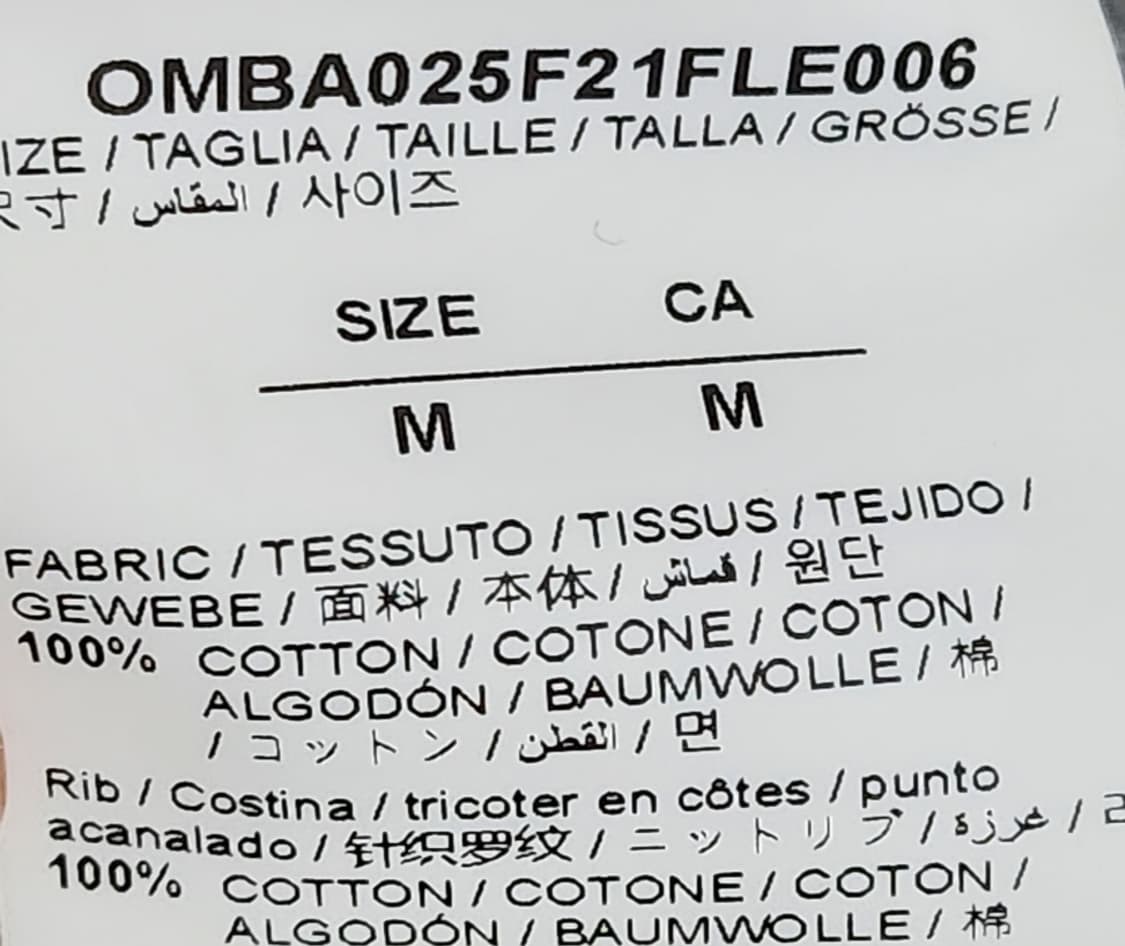 OMBA025F21FLE006
IZE / TAGLIA / TAILLE / TALLA / GRÖSSE /
尺寸 / المقاس / 사이즈
SIZE CA
M M
FABRIC / TESSUTO / TISSUS / TEJIDO /
GEWEBE / 面料 / 本体 / قماش / 원단
100% COTTON / COTONE / COTON /
ALGODÓN / BAUMWOLLE / 棉
/ コットン / القطن / 면
Rib / Costina / tricoter en côtes / punto
acanalado / 针织罗纹 / ニットリブ / غرزة /
100% COTTON / COTONE / COTON /
ALGODÓN / BAUMWOLLE / 棉